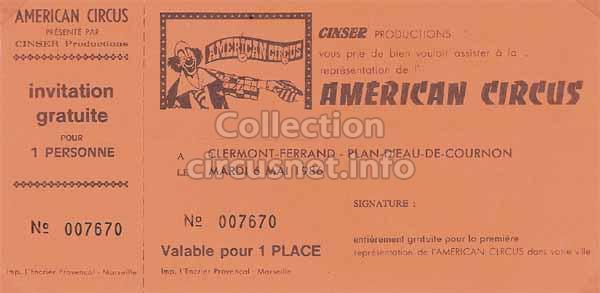 AMERICAN CIRCUS
PRÉSENTÉ PAR
CINSER Productions
invitation
gratuite
POUR
1 PERSONNE
Nº 007670
Imp. l'Encrier Provençal - Marseille
AMERICAN CIRCUS
CINSER PRODUCTIONS
vous prie de bien vouloir assister à la
représentation de l'
AMERICAN CIRCUS
A CLERMONT-FERRAND - PLAN-D'EAU-DE-COURNON
LE MARDI 6 MAI 1986
Collection
circusnet.info
Nº 007670
Valable pour 1 PLACE
Imp. l'Encrier Provençal - Marseille
SIGNATURE :
entièrement gratuite pour la première
représentation de l'AMERICAN CIRCUS dans votre ville